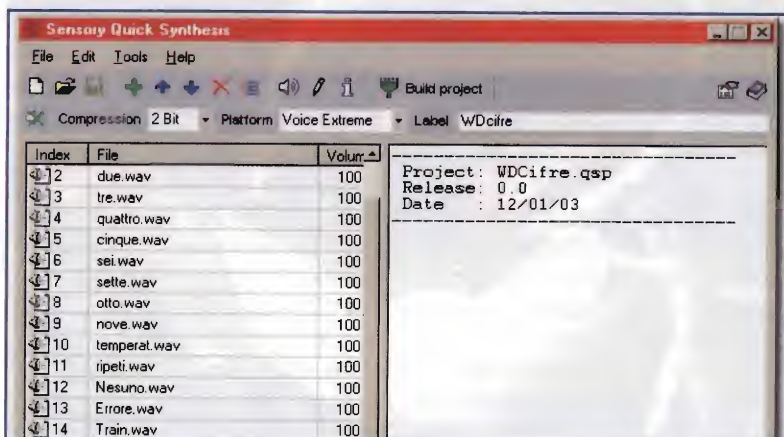 Sensory Quick Synthesis
File Edit Tools Help
Build project
Compression 2 Bit Platform Voice Extreme Label WDcifre
Index File Volum
2 due.wav 100
3 tre.wav 100
4 quattro.wav 100
5 cinque.wav 100
6 sei.wav 100
7 sette.wav 100
8 otto.wav 100
9 nove.wav 100
10 temperat.wav 100
11 ripeti.wav 100
12 Nesuno.wav 100
13 Errore.wav 100
14 Train.wav 100
Project: WDCifre.qsp
Release: 0.0
Date : 12/01/03